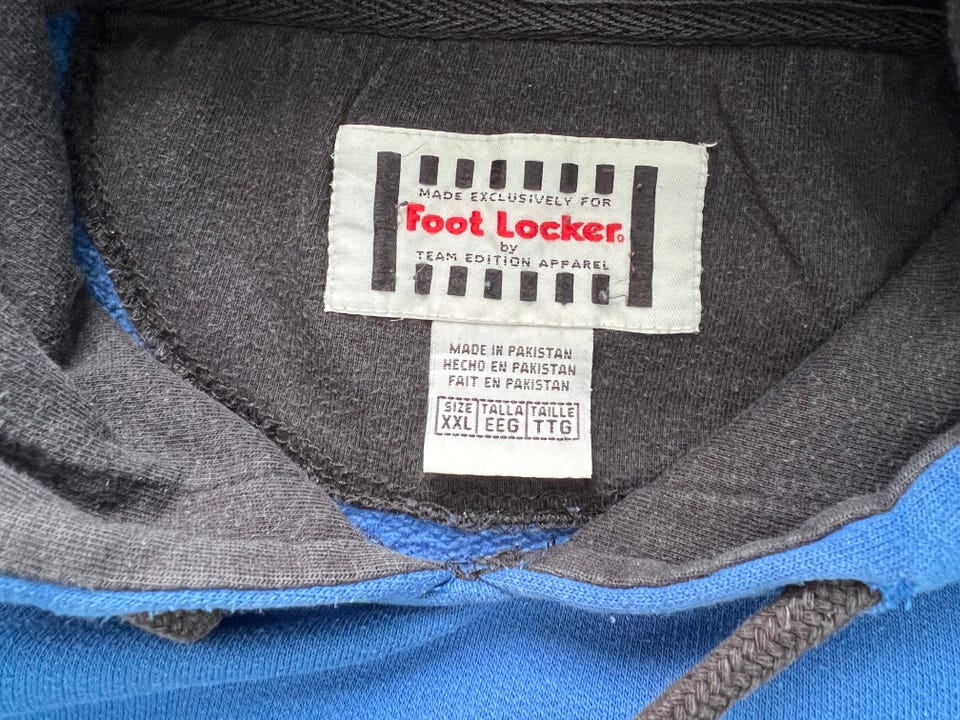 MADE EXCLUSIVELY FOR
Foot Locker®
by
TEAM EDITION APPAREL
MADE IN PAKISTAN
HECHO EN PAKISTAN
FAIT EN PAKISTAN
SIZE TALLA TAILLE
XXL EEG TTG